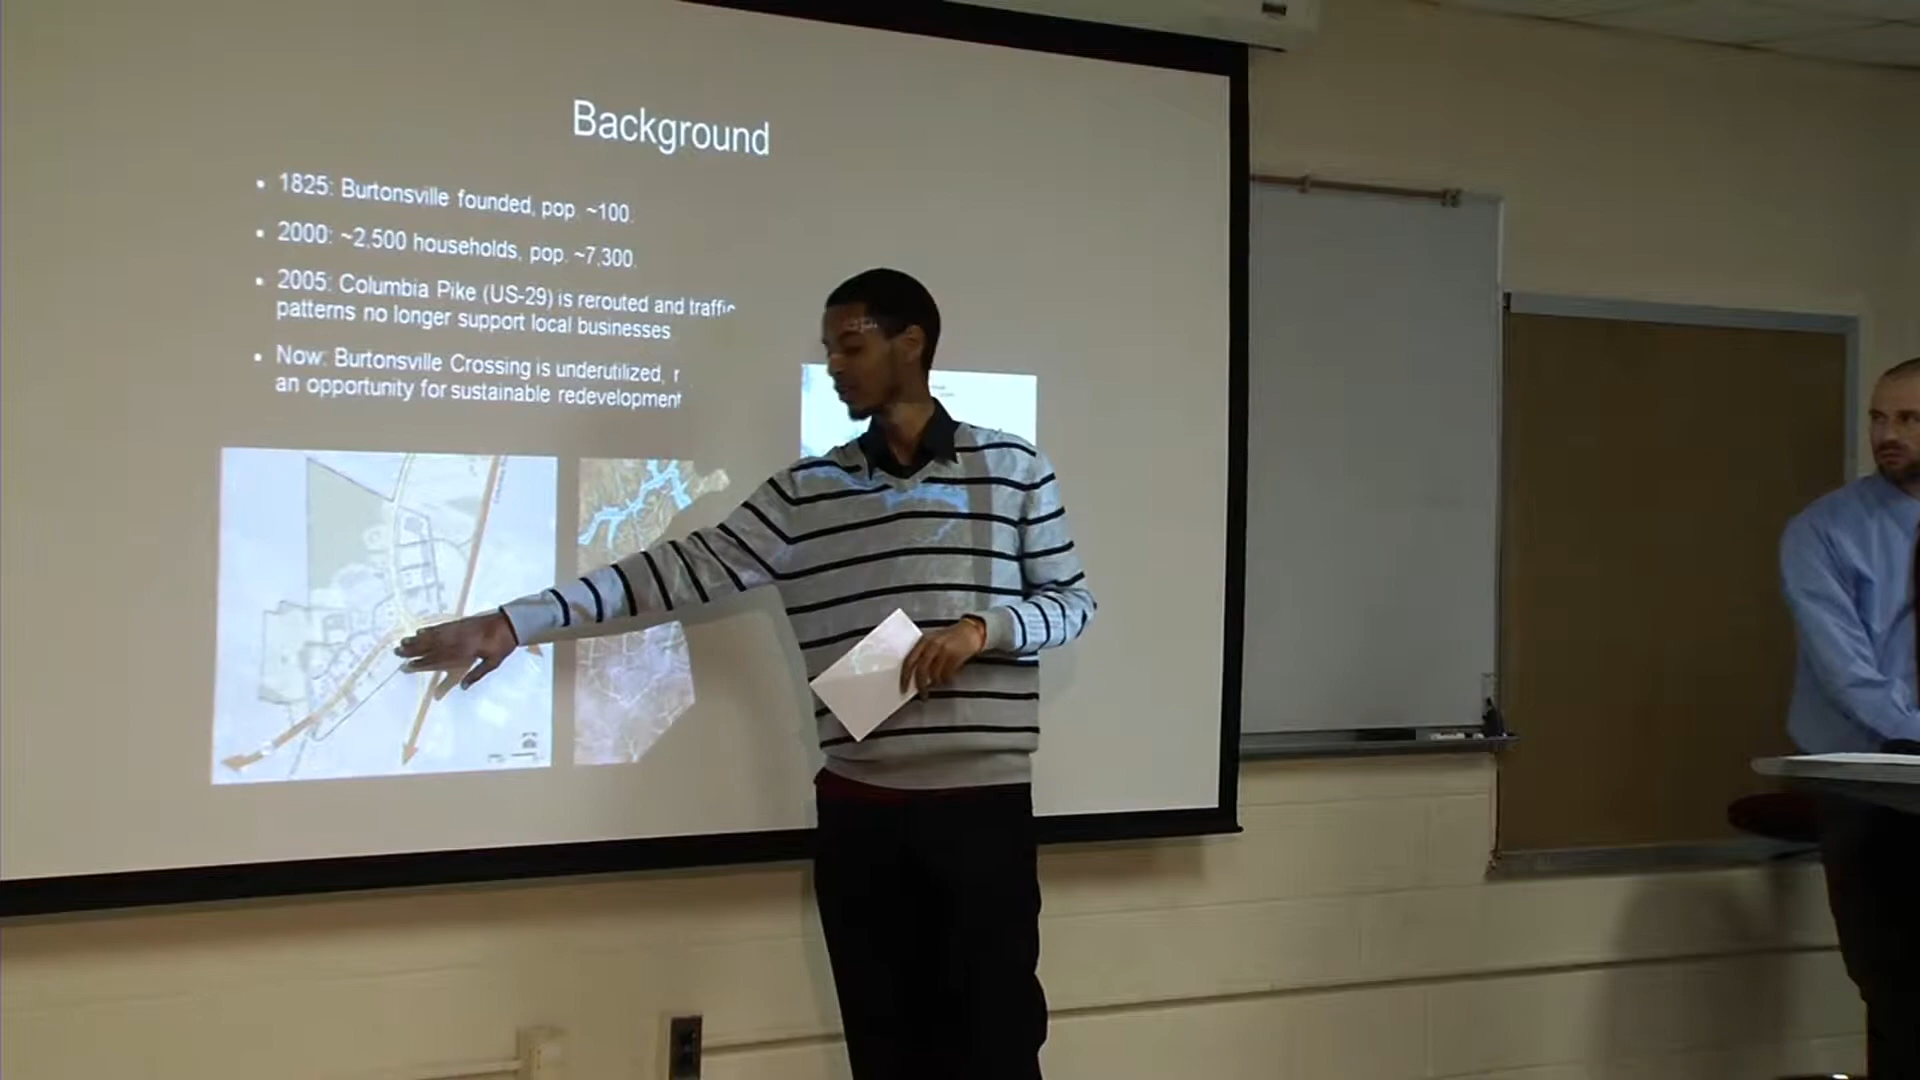 Background
• 1825: Burtonsville founded, pop. ~100.
• 2000: ~2,500 households, pop. ~7,300.
• 2005: Columbia Pike (US-29) is rerouted and traffic
patterns no longer support local businesses
• Now: Burtonsville Crossing is underutilized,
an opportunity for sustainable redevelopment